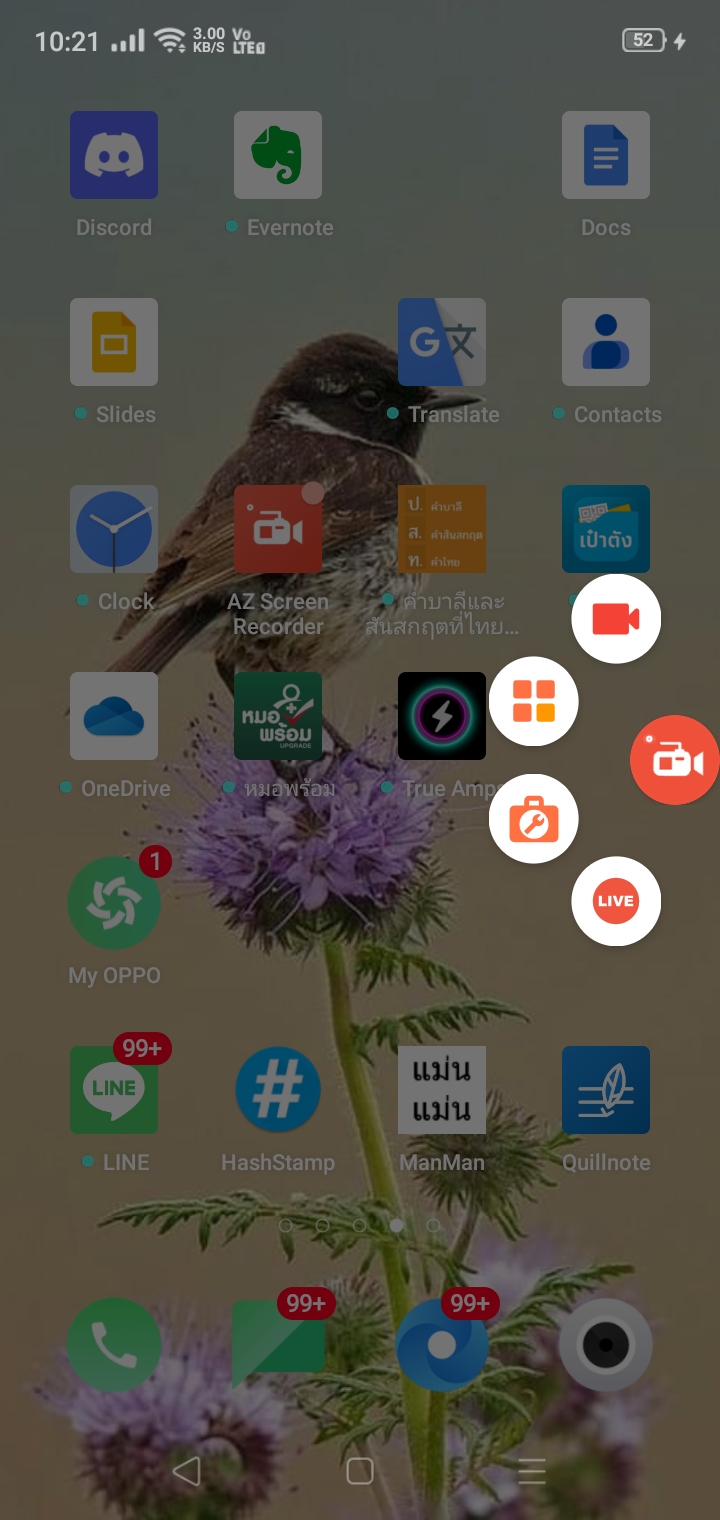 10:21 3.00 KB/S Vo LTE 1 52
Discord
Evernote
Docs
Slides
G文
Translate
Contacts
ป. คำบาลี
ส. คำสันสกฤต
ท. คำไทย
เป๋าตัง
Clock
AZ Screen
Recorder
คำบาลีและ
สันสกฤตที่ไทย...
หมอ
พร้อม
UPGRADE
OneDrive
หมอพร้อม
True Amp
LIVE
1
My OPPO
99+
LINE
#
แม่น
แม่น
LINE
HashStamp
ManMan
Quillnote
99+
99+